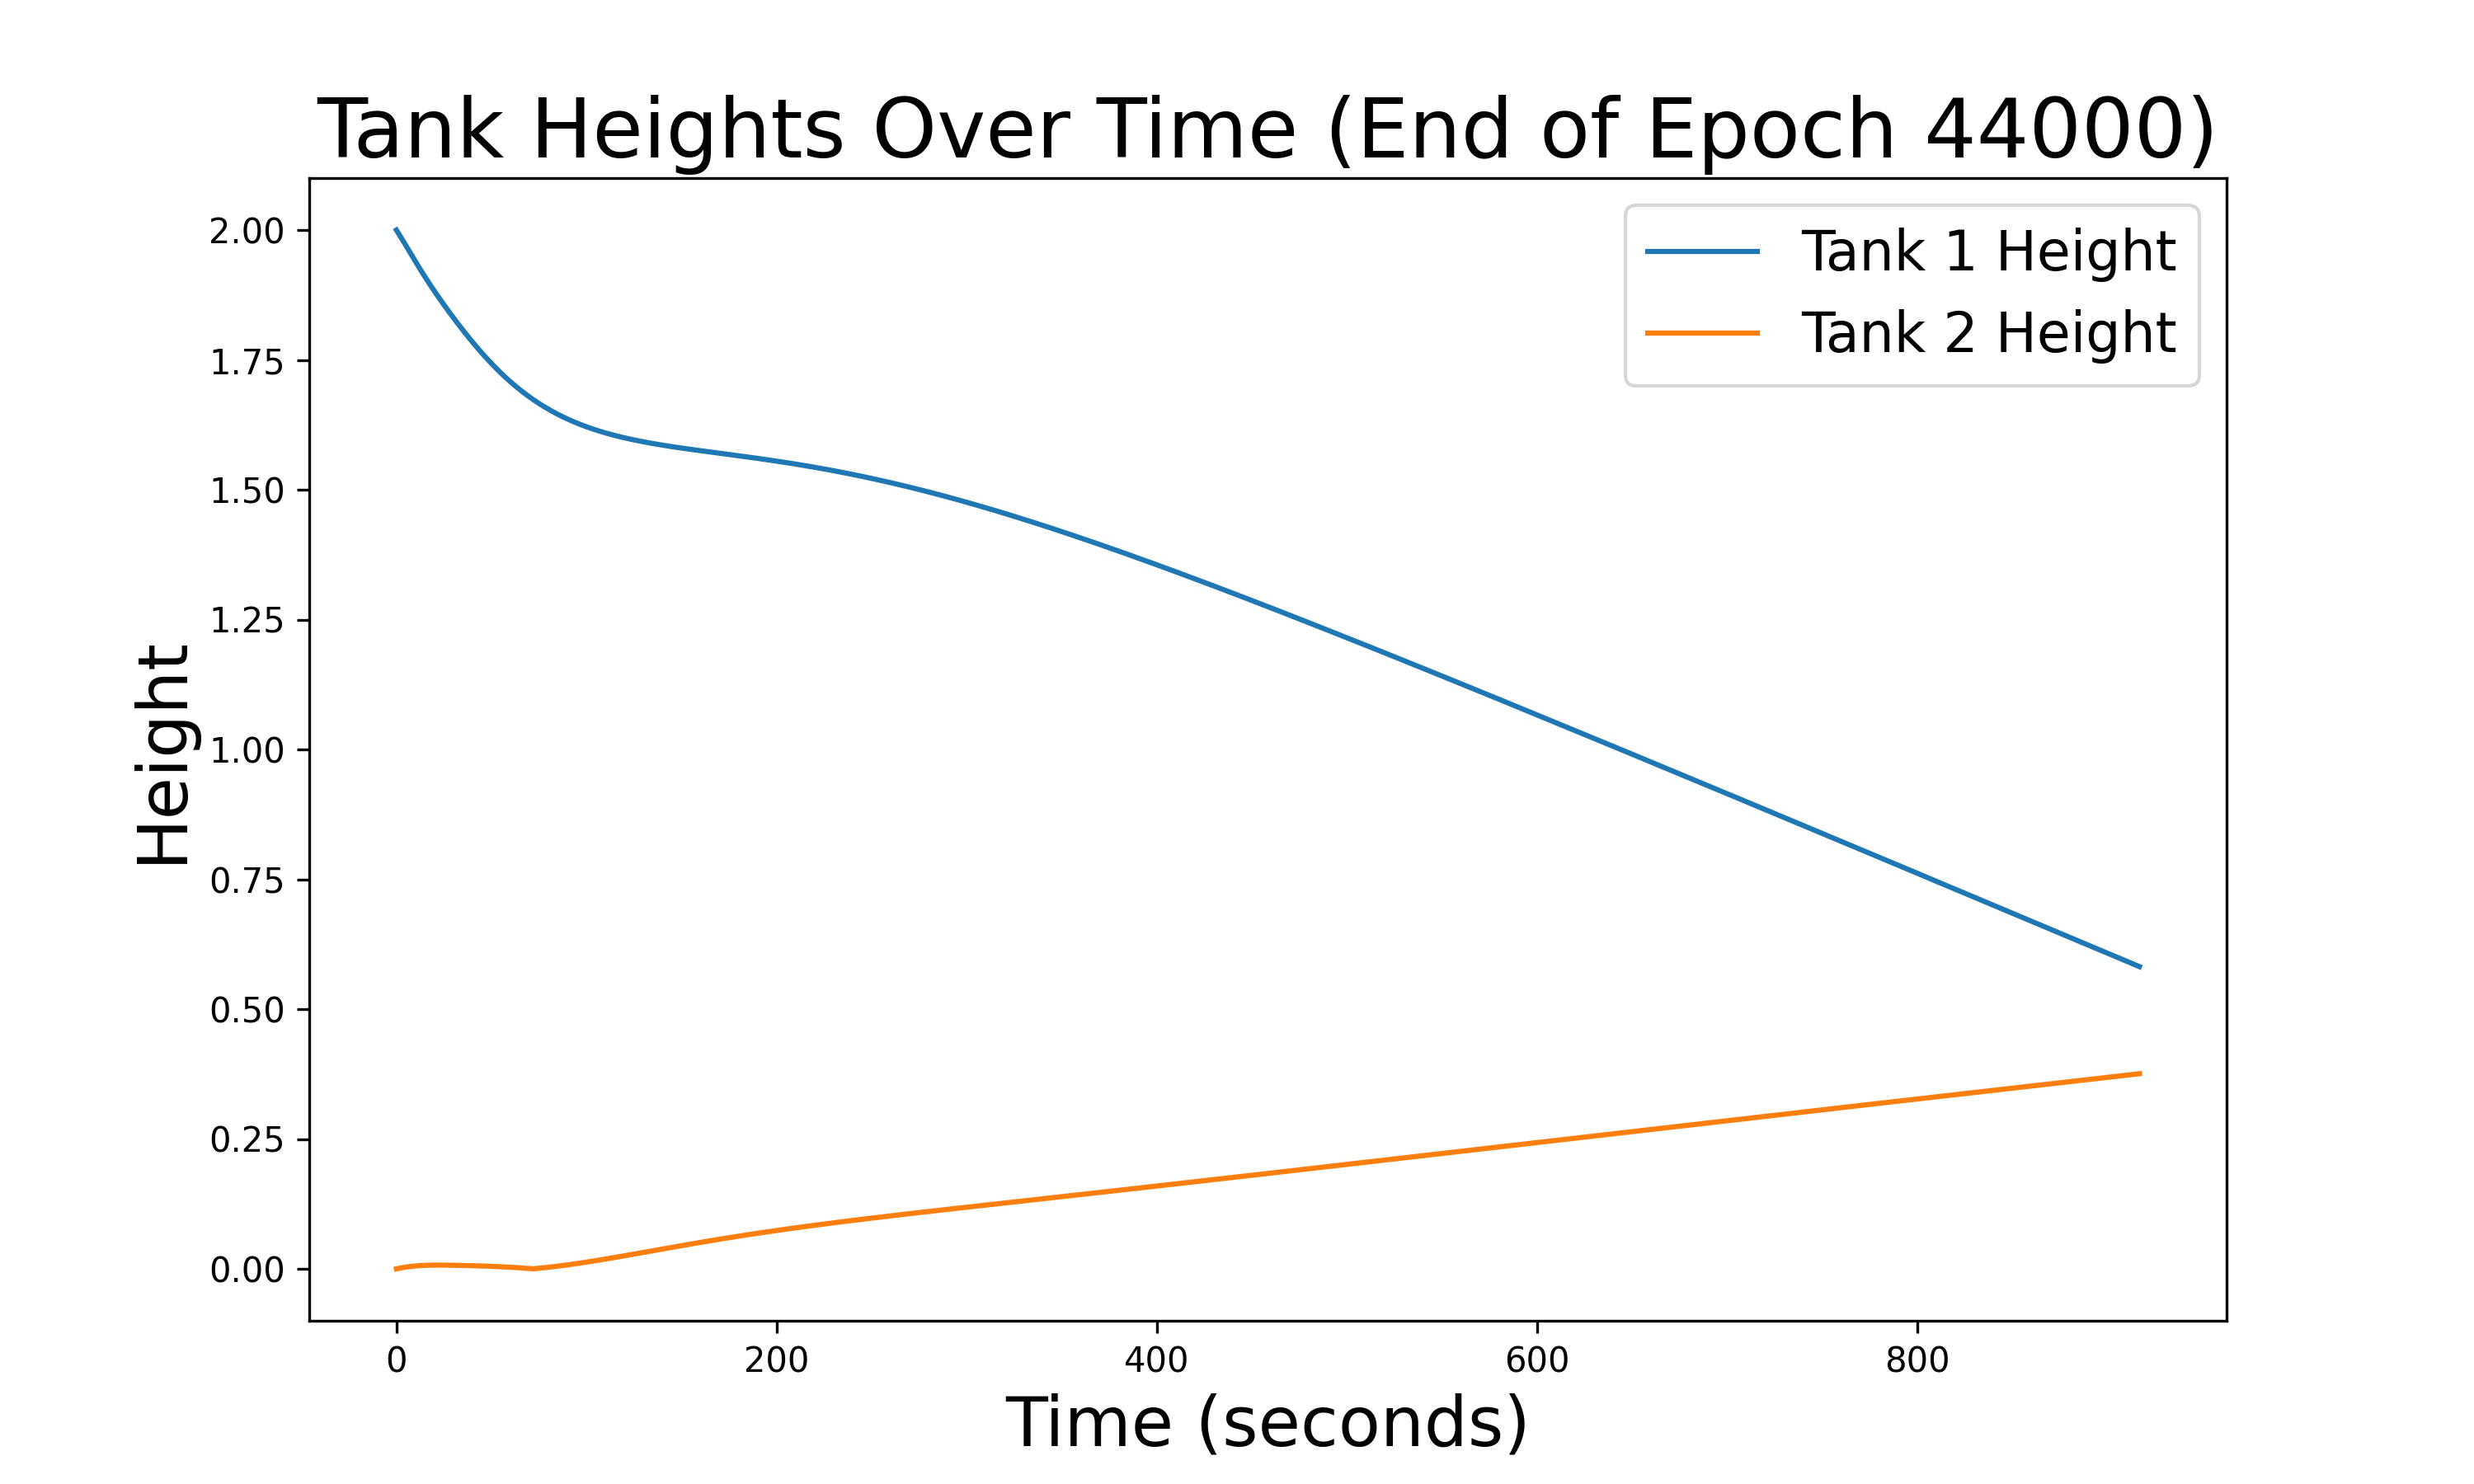 Tank Heights Over Time (End of Epoch 44000)
Tank 1 Height
Tank 2 Height
Height
2.00
1.75
1.50
1.25
1.00
0.75
0.50
0.25
0.00
0 200 400 600 800
Time (seconds)